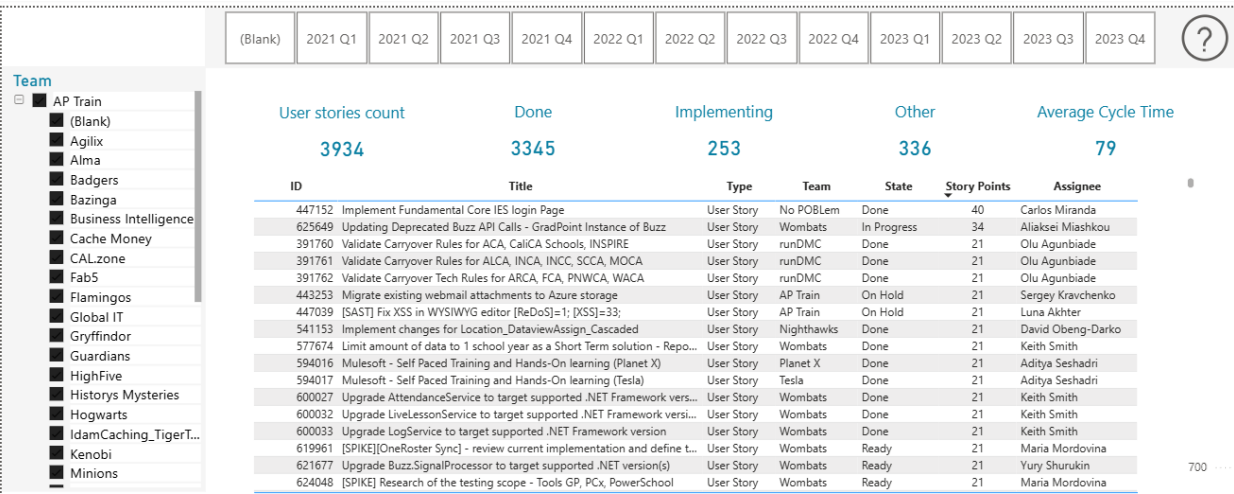 (Blank) 2021 Q1 2021 Q2 2021 Q3 2021 Q4 2022 Q1 2022 Q2 2022 Q3 2022 Q4 2023 Q1 2023 Q2 2023 Q3 2023 Q4 ?
Team
AP Train
(Blank)
Agilix
Alma
Badgers
Bazinga
Business Intelligence
Cache Money
CAL.zone
Fab5
Flamingos
Global IT
Gryffindor
Guardians
HighFive
Historys Mysteries
Hogwarts
IdamCaching_TigerT...
Kenobi
Minions
User stories count Done Implementing Other Average Cycle Time
3934 3345 253 336 79
ID Title Type Team State Story Points Assignee
447152 Implement Fundamental Core IES login Page User Story No POBLem Done 40 Carlos Miranda
625649 Updating Deprecated Buzz API Calls - GradPoint Instance of Buzz User Story Wombats In Progress 34 Aliaksei Miashkou
391760 Validate Carryover Rules for ACA, CaliCA Schools, INSPIRE User Story runDMC Done 21 Olu Agunbiade
391761 Validate Carryover Rules for ALCA, INCA, INCC, SCCA, MOCA User Story runDMC Done 21 Olu Agunbiade
391762 Validate Carryover Tech Rules for ARCA, FCA, PNWCA, WACA User Story runDMC Done 21 Olu Agunbiade
443253 Migrate existing webmail attachments to Azure storage User Story AP Train On Hold 21 Sergey Kravchenko
447039 [SAST] Fix XSS in WYSIWYG editor [ReDoS]=1; [XSS]=33; User Story AP Train On Hold 21 Luna Akhter
541153 Implement changes for Location_DataviewAssign_Cascaded User Story Nighthawks Done 21 David Obeng-Darko
577674 Limit amount of data to 1 school year as a Short Term solution - Repo... User Story Wombats Done 21 Keith Smith
594016 Mulesoft - Self Paced Training and Hands-On learning (Planet X) User Story Planet X Done 21 Aditya Seshadri
594017 Mulesoft - Self Paced Training and Hands-On learning (Tesla) User Story Tesla Done 21 Aditya Seshadri
600027 Upgrade AttendanceService to target supported .NET Framework vers... User Story Wombats Done 21 Keith Smith
600032 Upgrade LiveLessonService to target supported .NET Framework versi... User Story Wombats Done 21 Keith Smith
600033 Upgrade LogService to target supported .NET Framework version User Story Wombats Done 21 Keith Smith
619961 [SPIKE][OneRoster Sync] - review current implementation and define t... User Story Wombats Ready 21 Maria Mordovina
621677 Upgrade Buzz.SignalProcessor to target supported .NET version(s) User Story Wombats Ready 21 Yury Shurukin
624048 [SPIKE] Research of the testing scope - Tools GP, PCx, PowerSchool User Story Wombats Ready 21 Maria Mordovina
700